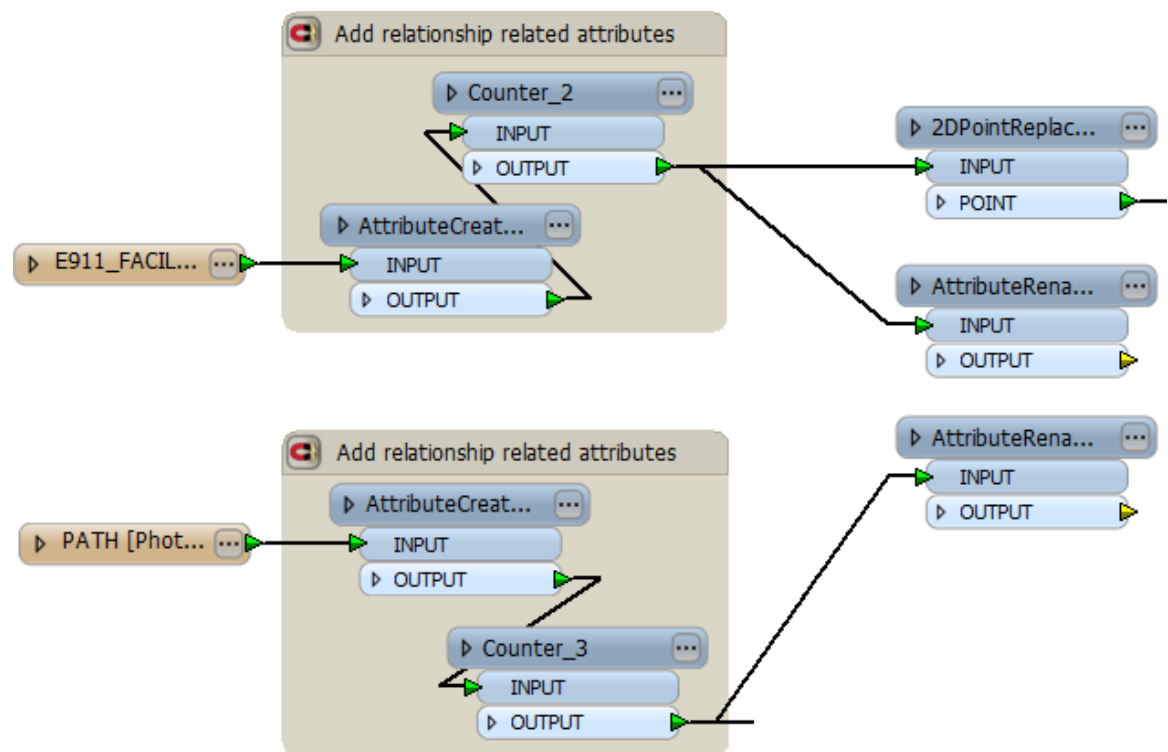 Add relationship related attributes
Counter_2
INPUT
OUTPUT
AttributeCreat...
INPUT
OUTPUT
E911_FACIL...
2DPointReplac...
INPUT
POINT
AttributeRena...
INPUT
OUTPUT
Add relationship related attributes
AttributeCreat...
INPUT
OUTPUT
PATH [Phot...
Counter_3
INPUT
OUTPUT
AttributeRena...
INPUT
OUTPUT